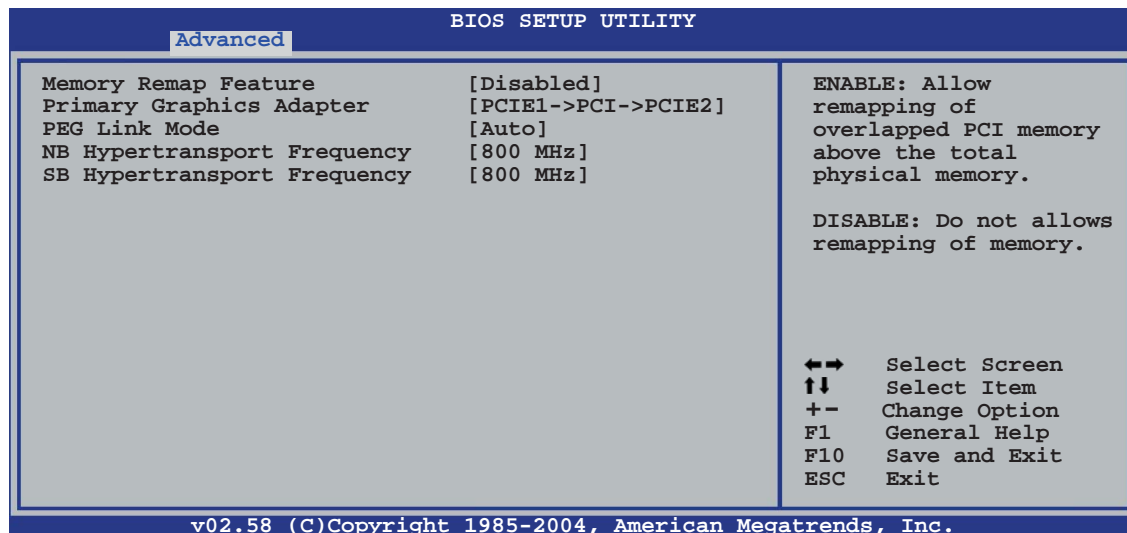 BIOS SETUP UTILITY
Advanced
Memory Remap Feature [Disabled]
Primary Graphics Adapter [PCIE1->PCI->PCIE2]
PEG Link Mode [Auto]
NB Hypertransport Frequency [800 MHz]
SB Hypertransport Frequency [800 MHz]
ENABLE: Allow
remapping of
overlapped PCI memory
above the total
physical memory.
DISABLE: Do not allows
remapping of memory.
←→ Select Screen
↑↓ Select Item
+- Change Option
F1 General Help
F10 Save and Exit
ESC Exit
v02.58 (C)Copyright 1985-2004, American Megatrends, Inc.